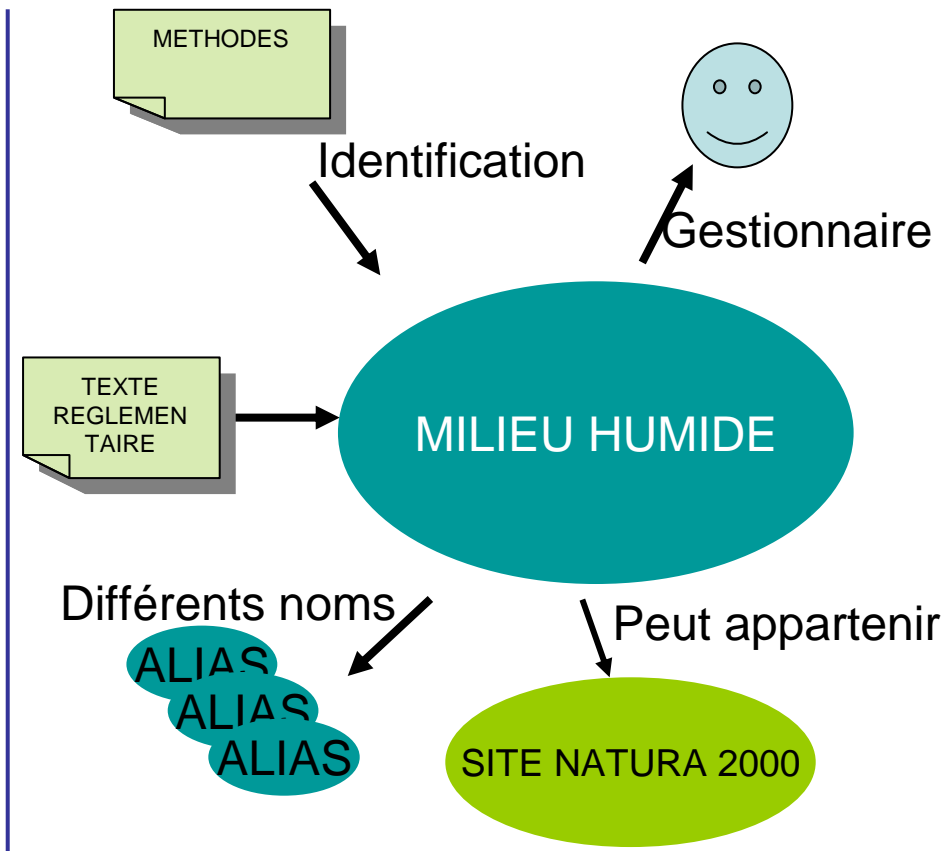 METHODES
Identification
Gestionnaire
TEXTE
REGLEMEN
TAIRE
MILIEU HUMIDE
Différents noms
Peut appartenir
ALIAS
ALIAS
ALIAS
SITE NATURA 2000